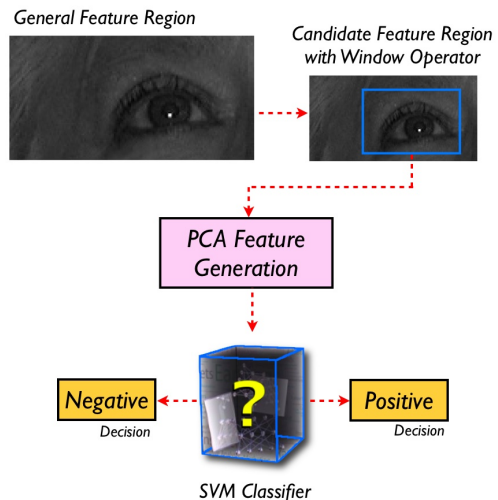 General Feature Region
Candidate Feature Region
with Window Operator
PCA Feature
Generation
?
Negative
Positive
Decision
Decision
SVM Classifier